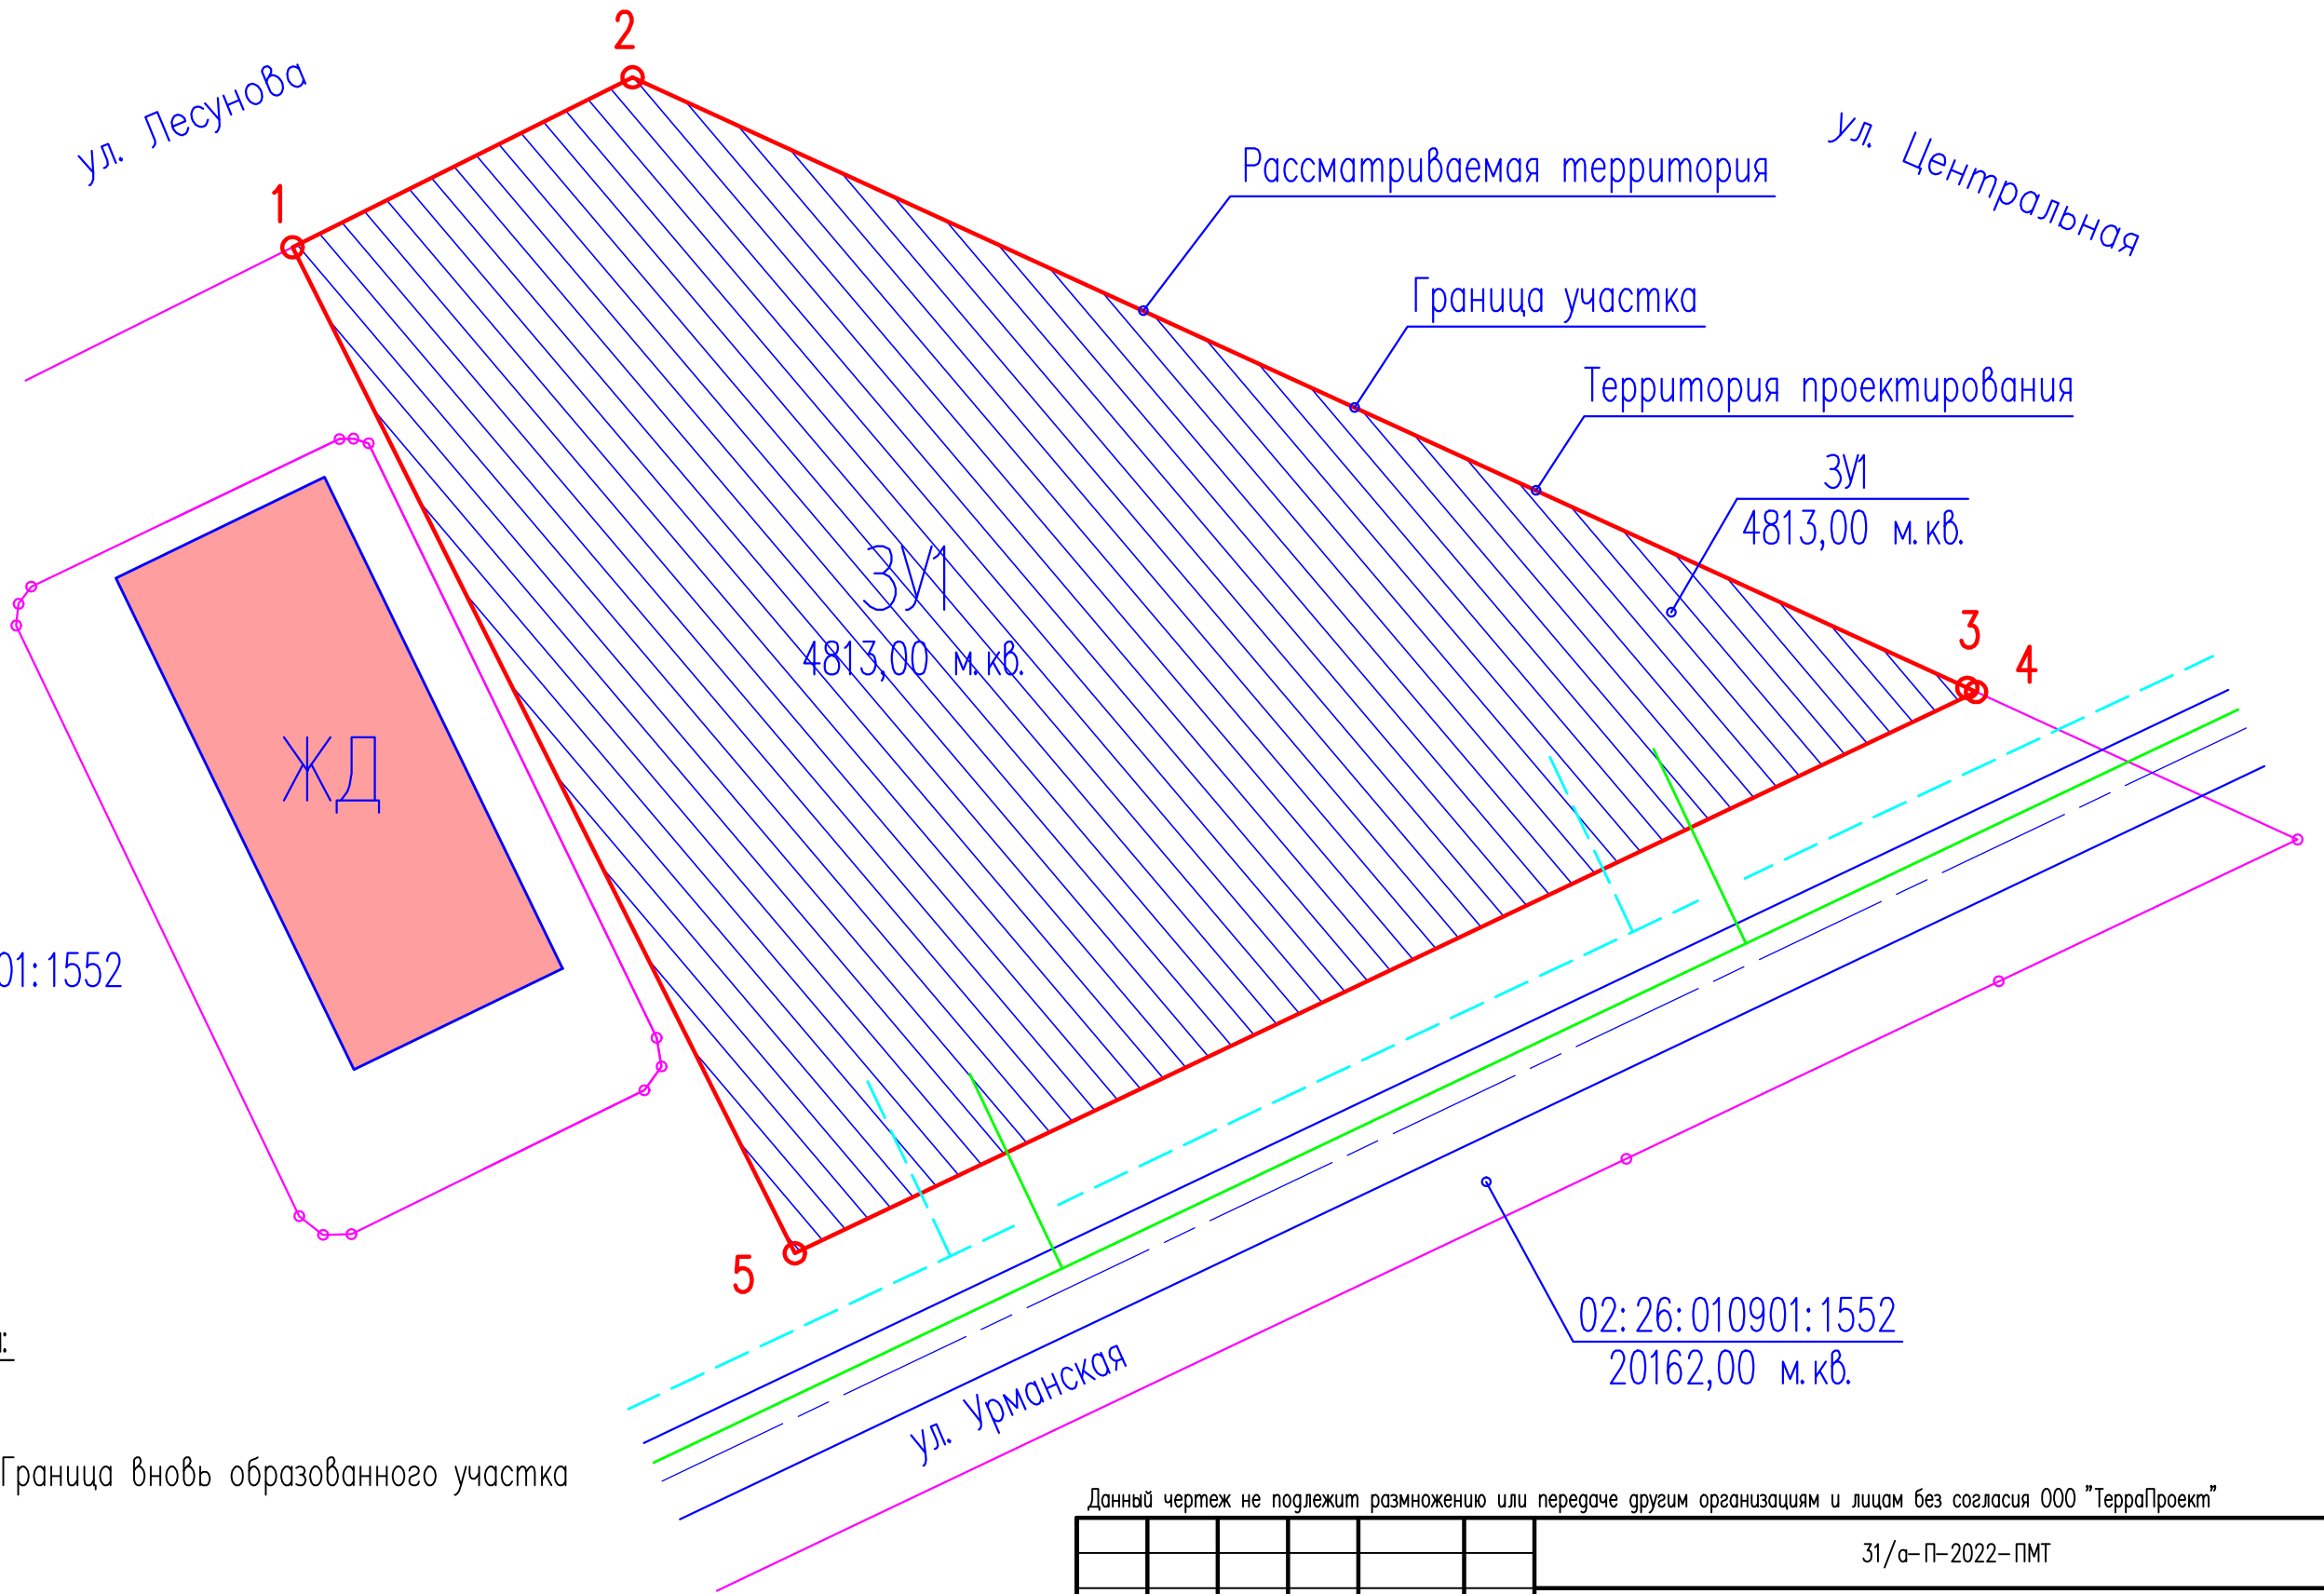 2
ул. Лесунова
ул. Центральная
Рассматриваемая территория
1
Граница участка
Территория проектирования
ЗУ1
4813,00 м.кв.
ЗУ1
4813,00 м.кв.
3
4
ЖД
01:1552
5
02:26:010901:1552
20162,00 м.кв.
ул. Урманская
Граница вновь образованного участка
Данный чертеж не подлежит размножению или передаче другим организациям и лицам без согласия ООО "ТерраПроект"
31/а-П-2022-ПМТ